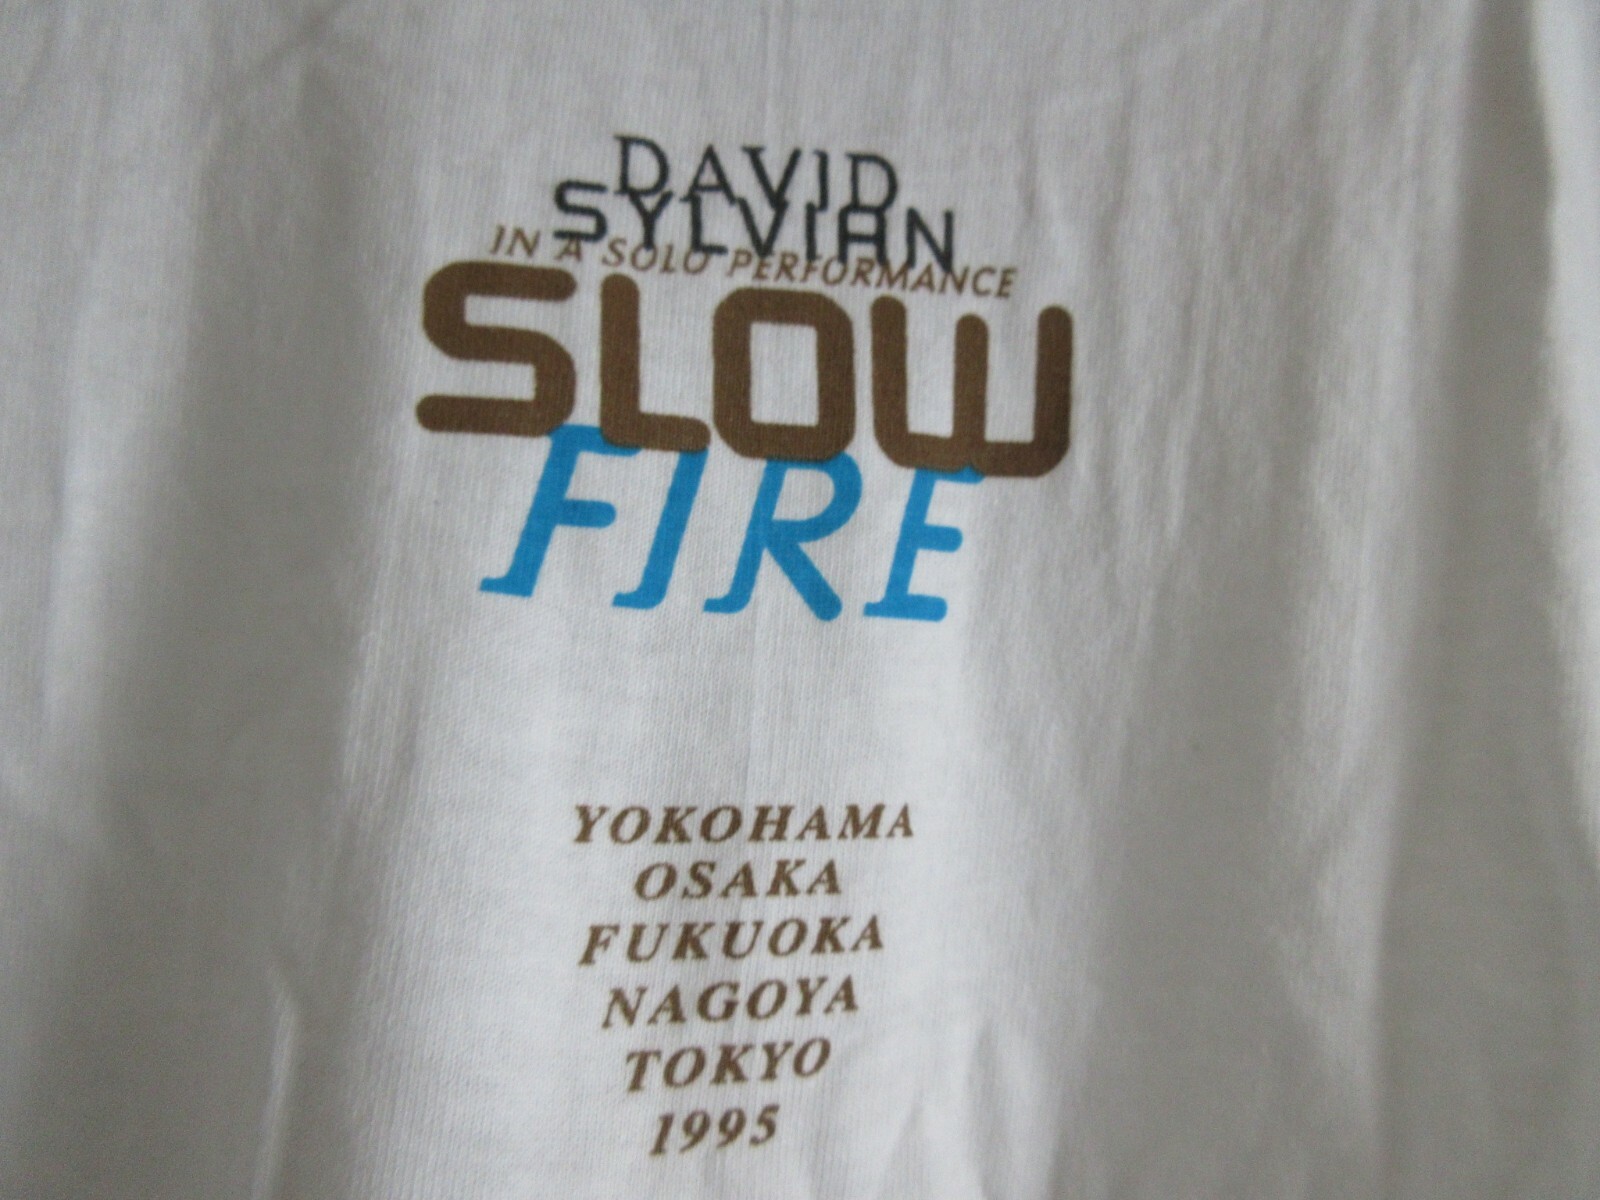 DAVID
SYLVIAN
IN A SOLO PERFORMANCE
SLOW
FIRE
YOKOHAMA
OSAKA
FUKUOKA
NAGOYA
TOKYO
1995